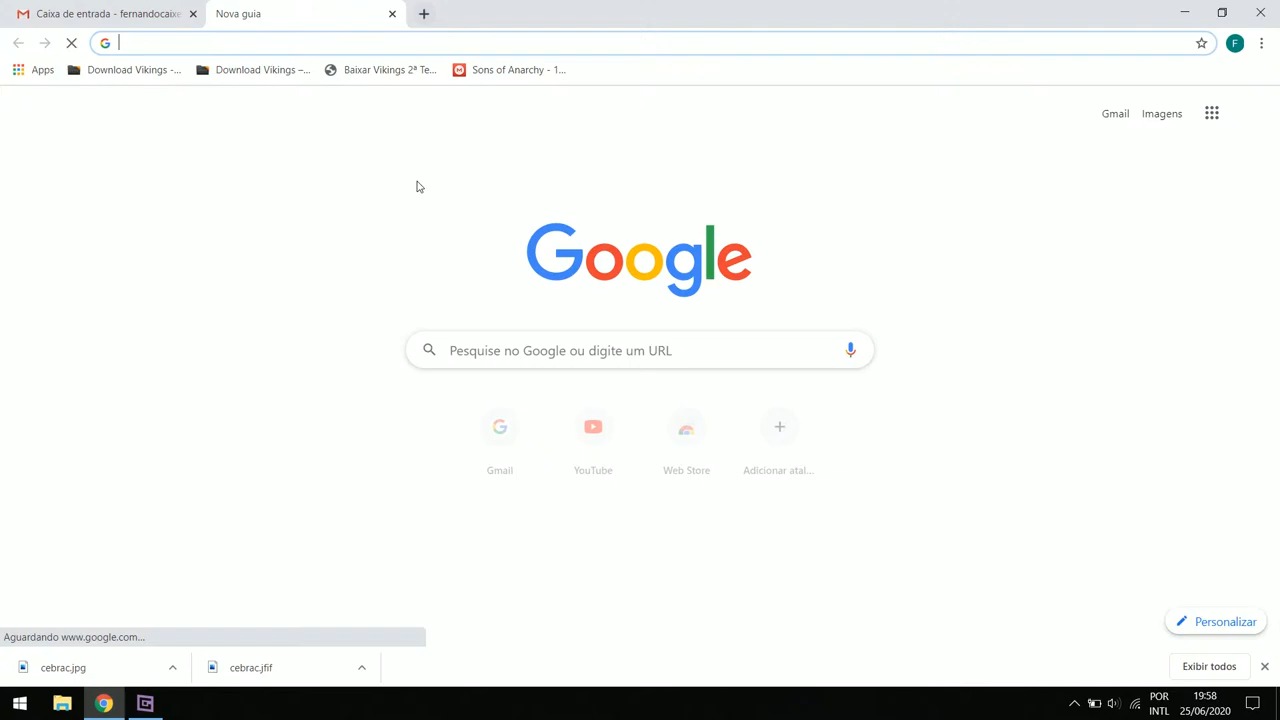 Caixa de entrada - fernandocaixe
Nova guia
Apps
Download Vikings -...
Download Vikings –...
Baixar Vikings 2ª Te...
Sons of Anarchy - 1...
Gmail
Imagens
Google
Pesquise no Google ou digite um URL
Gmail
YouTube
Web Store
Adicionar atal...
Personalizar
Aguardando www.google.com...
cebrac.jpg
cebrac.jfif
Exibir todos
POR
INTL
19:58
25/06/2020